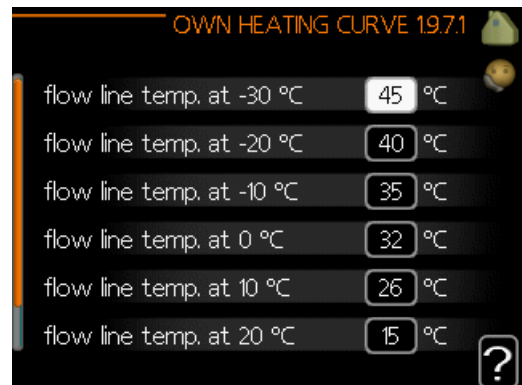 OWN HEATING CURVE 1.9.7.1
flow line temp. at -30 °C 45 °C
flow line temp. at -20 °C 40 °C
flow line temp. at -10 °C 35 °C
flow line temp. at 0 °C 32 °C
flow line temp. at 10 °C 26 °C
flow line temp. at 20 °C 15 °C
?